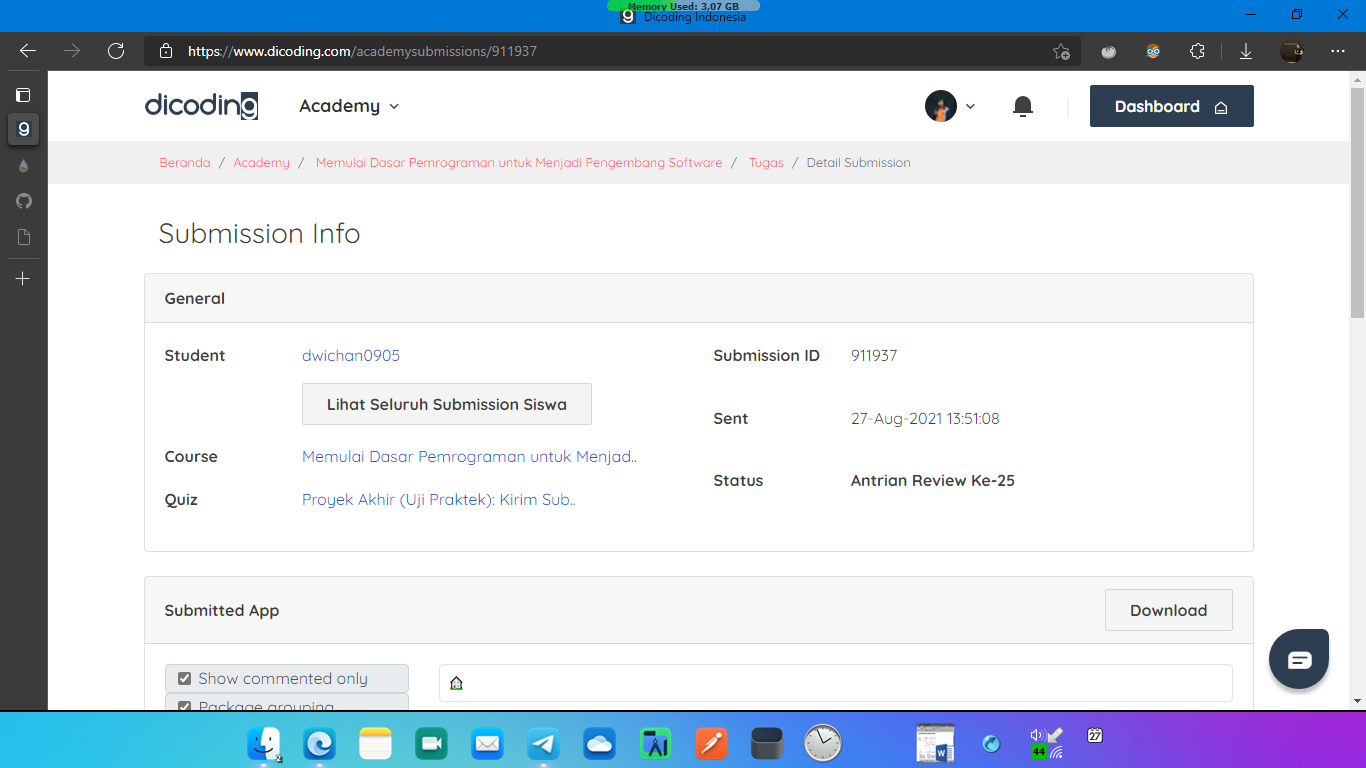 Memory Used: 3,07 GB
g Dicoding Indonesia
https://www.dicoding.com/academysubmissions/911937
g
dicoding Academy Dashboard
Beranda / Academy / Memulai Dasar Pemrograman untuk Menjadi Pengembang Software / Tugas / Detail Submission
Submission Info
General
Student dwichan0905 Submission ID 911937
Lihat Seluruh Submission Siswa
Sent 27-Aug-2021 13:51:08
Course Memulai Dasar Pemrograman untuk Menjad..
Status Antrian Review Ke-25
Quiz Proyek Akhir (Uji Praktek): Kirim Sub..
Submitted App Download
Show commented only
Package grouping
2
W
44
27